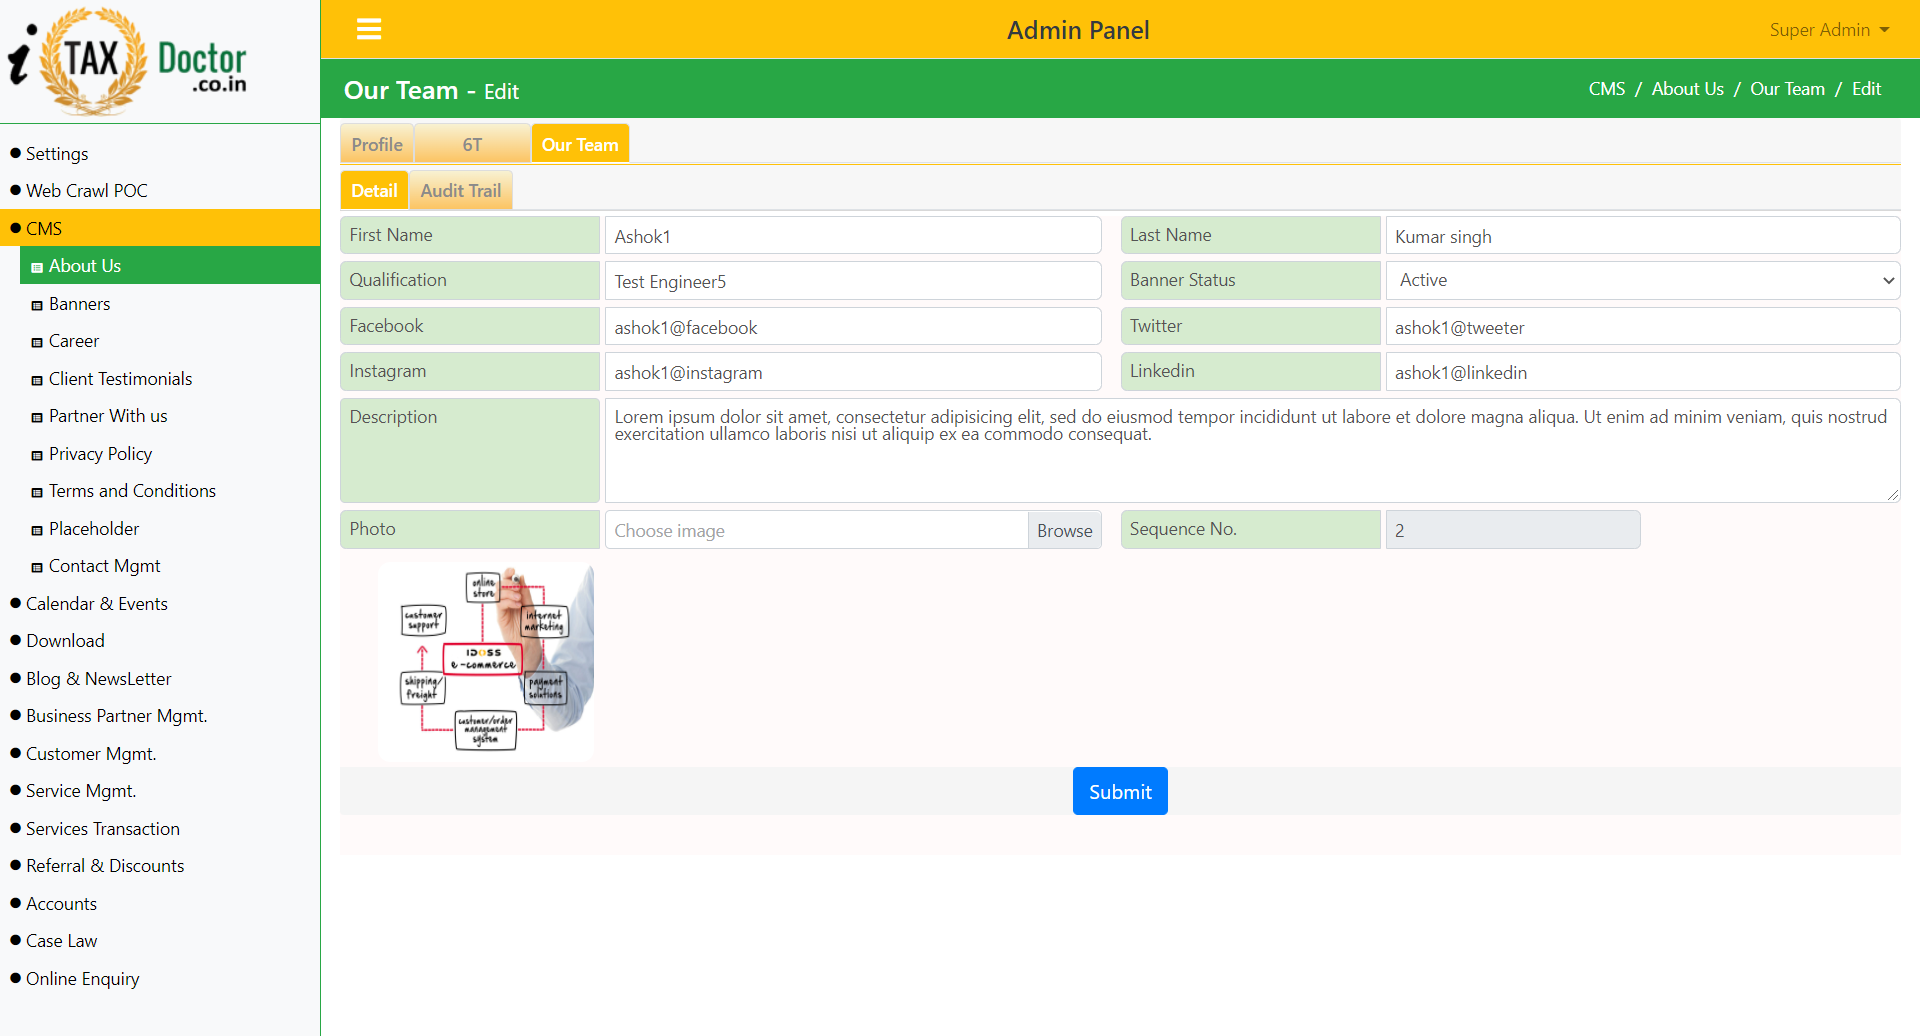 i TAX Doctor
.co.in
Admin Panel
Super Admin
Our Team - Edit
CMS / About Us / Our Team / Edit
Settings
Web Crawl POC
CMS
About Us
Banners
Career
Client Testimonials
Partner With us
Privacy Policy
Terms and Conditions
Placeholder
Contact Mgmt
Calendar & Events
Download
Blog & NewsLetter
Business Partner Mgmt.
Customer Mgmt.
Service Mgmt.
Services Transaction
Referral & Discounts
Accounts
Case Law
Online Enquiry
Profile 6T Our Team
Detail Audit Trail
First Name Ashok1 Last Name Kumar singh
Qualification Test Engineer5 Banner Status Active
Facebook ashok1@facebook Twitter ashok1@tweeter
Instagram ashok1@instagram Linkedin ashok1@linkedin
Description Lorem ipsum dolor sit amet, consectetur adipisicing elit, sed do eiusmod tempor incididunt ut labore et dolore magna aliqua. Ut enim ad minim veniam, quis nostrud
exercitation ullamco laboris nisi ut aliquip ex ea commodo consequat.
Photo Choose image Browse Sequence No. 2
online
store
customer
support
internet
marketing
IDOSS
e-commerce
shipping/
freight
payment
solutions
customer/order
management
system
Submit